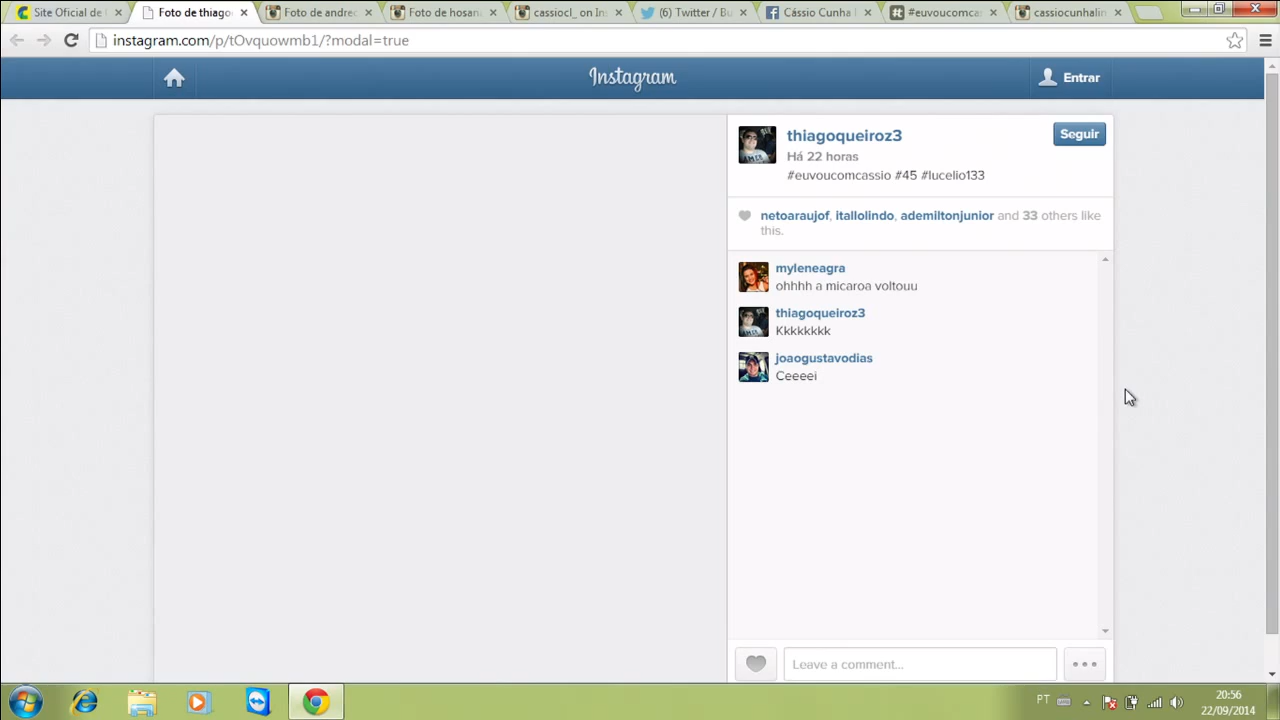 Site Oficial de
Foto de thiago
Foto de andre
Foto de hosan
cassiocl_ on In
(6) Twitter / Bu
Cássio Cunha
#euvoucomcas
cassiocunhalin
instagram.com/p/tOvquowmb1/?modal=true
Instagram
Entrar
thiagoqueiroz3
Seguir
Há 22 horas
#euvoucomcassio #45 #lucelio133
netoaraujof, itallolindo, ademiltonjunior and 33 others like
this.
myleneagra
ohhhh a micaroa voltouu
thiagoqueiroz3
Kkkkkkkk
joaogustavodias
Ceeeei
Leave a comment...
PT
20:56
22/09/2014